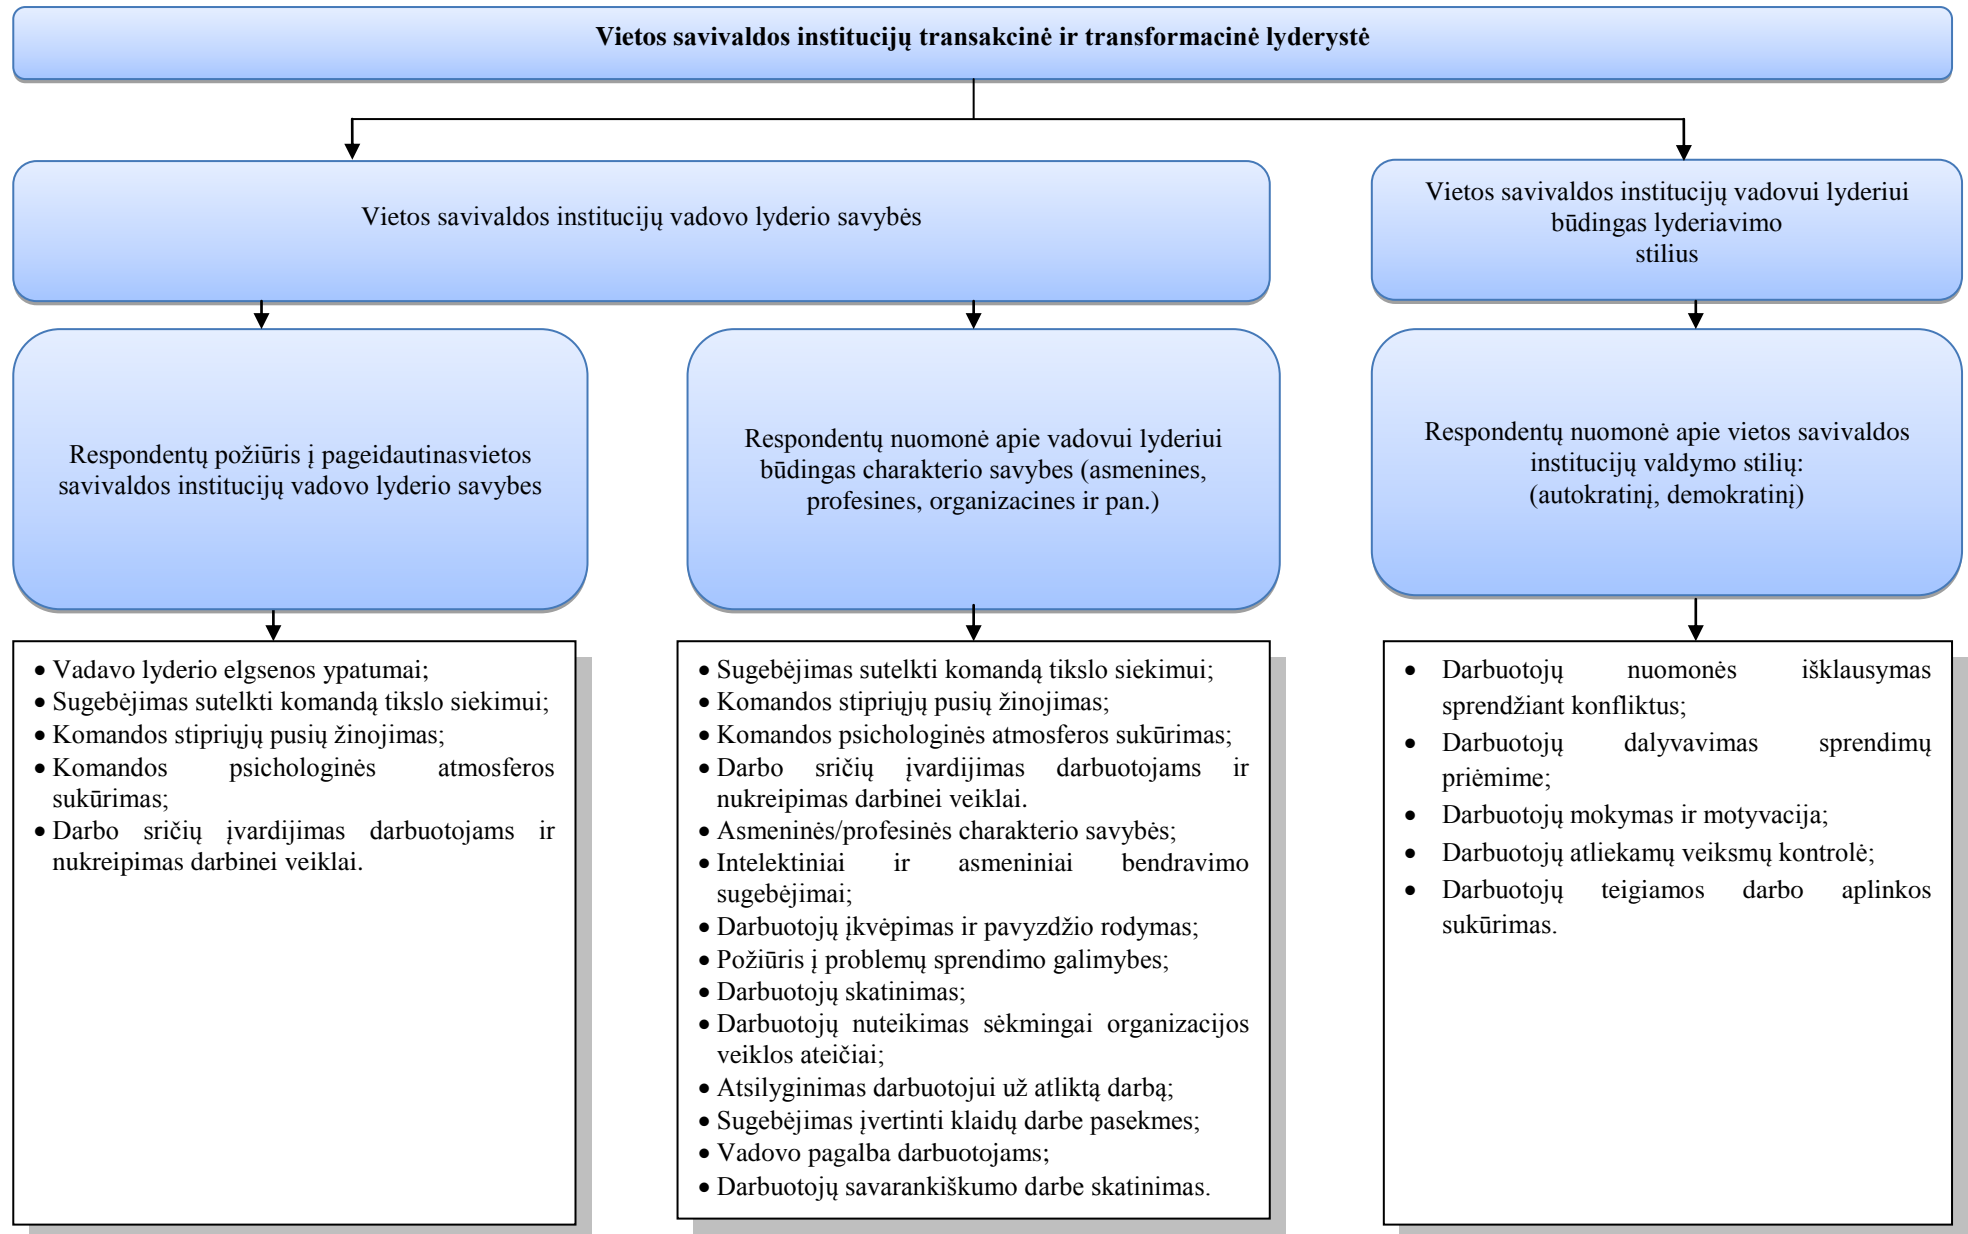 Vietos savivaldos institucijų transakcinė ir transformacinė lyderystė
Vietos savivaldos institucijų vadovo lyderio savybės
Vietos savivaldos institucijų vadovui lyderiui
būdingas lyderiavimo
stilius
Respondentų požiūris į pageidautinasvietos
savivaldos institucijų vadovo lyderio savybes
Respondentų nuomonė apie vadovui lyderiui
būdingas charakterio savybes (asmenines,
profesines, organizacines ir pan.)
Respondentų nuomonė apie vietos savivaldos
institucijų valdymo stilių:
(autokratinį, demokratinį)
• Vadavo lyderio elgsenos ypatumai;
• Sugebėjimas sutelkti komandą tikslo siekimui;
• Komandos stipriųjų pusių žinojimas;
• Komandos psichologinės atmosferos
sukūrimas;
• Darbo sričių įvardijimas darbuotojams ir
nukreipimas darbinei veiklai.
• Sugebėjimas sutelkti komandą tikslo siekimui;
• Komandos stipriųjų pusių žinojimas;
• Komandos psichologinės atmosferos sukūrimas;
• Darbo sričių įvardijimas darbuotojams ir
nukreipimas darbinei veiklai.
• Asmeninės/profesinės charakterio savybės;
• Intelektiniai ir asmeniniai bendravimo
sugebėjimai;
• Darbuotojų įkvėpimas ir pavyzdžio rodymas;
• Požiūris į problemų sprendimo galimybes;
• Darbuotojų skatinimas;
• Darbuotojų nuteikimas sėkmingai organizacijos
veiklos ateičiai;
• Atsilyginimas darbuotojui už atliktą darbą;
• Sugebėjimas įvertinti klaidų darbe pasekmes;
• Vadovo pagalba darbuotojams;
• Darbuotojų savarankiškumo darbe skatinimas.
• Darbuotojų nuomonės išklausymas
sprendžiant konfliktus;
• Darbuotojų dalyvavimas sprendimų
priėmime;
• Darbuotojų mokymas ir motyvacija;
• Darbuotojų atliekamų veiksmų kontrolė;
• Darbuotojų teigiamos darbo aplinkos
sukūrimas.